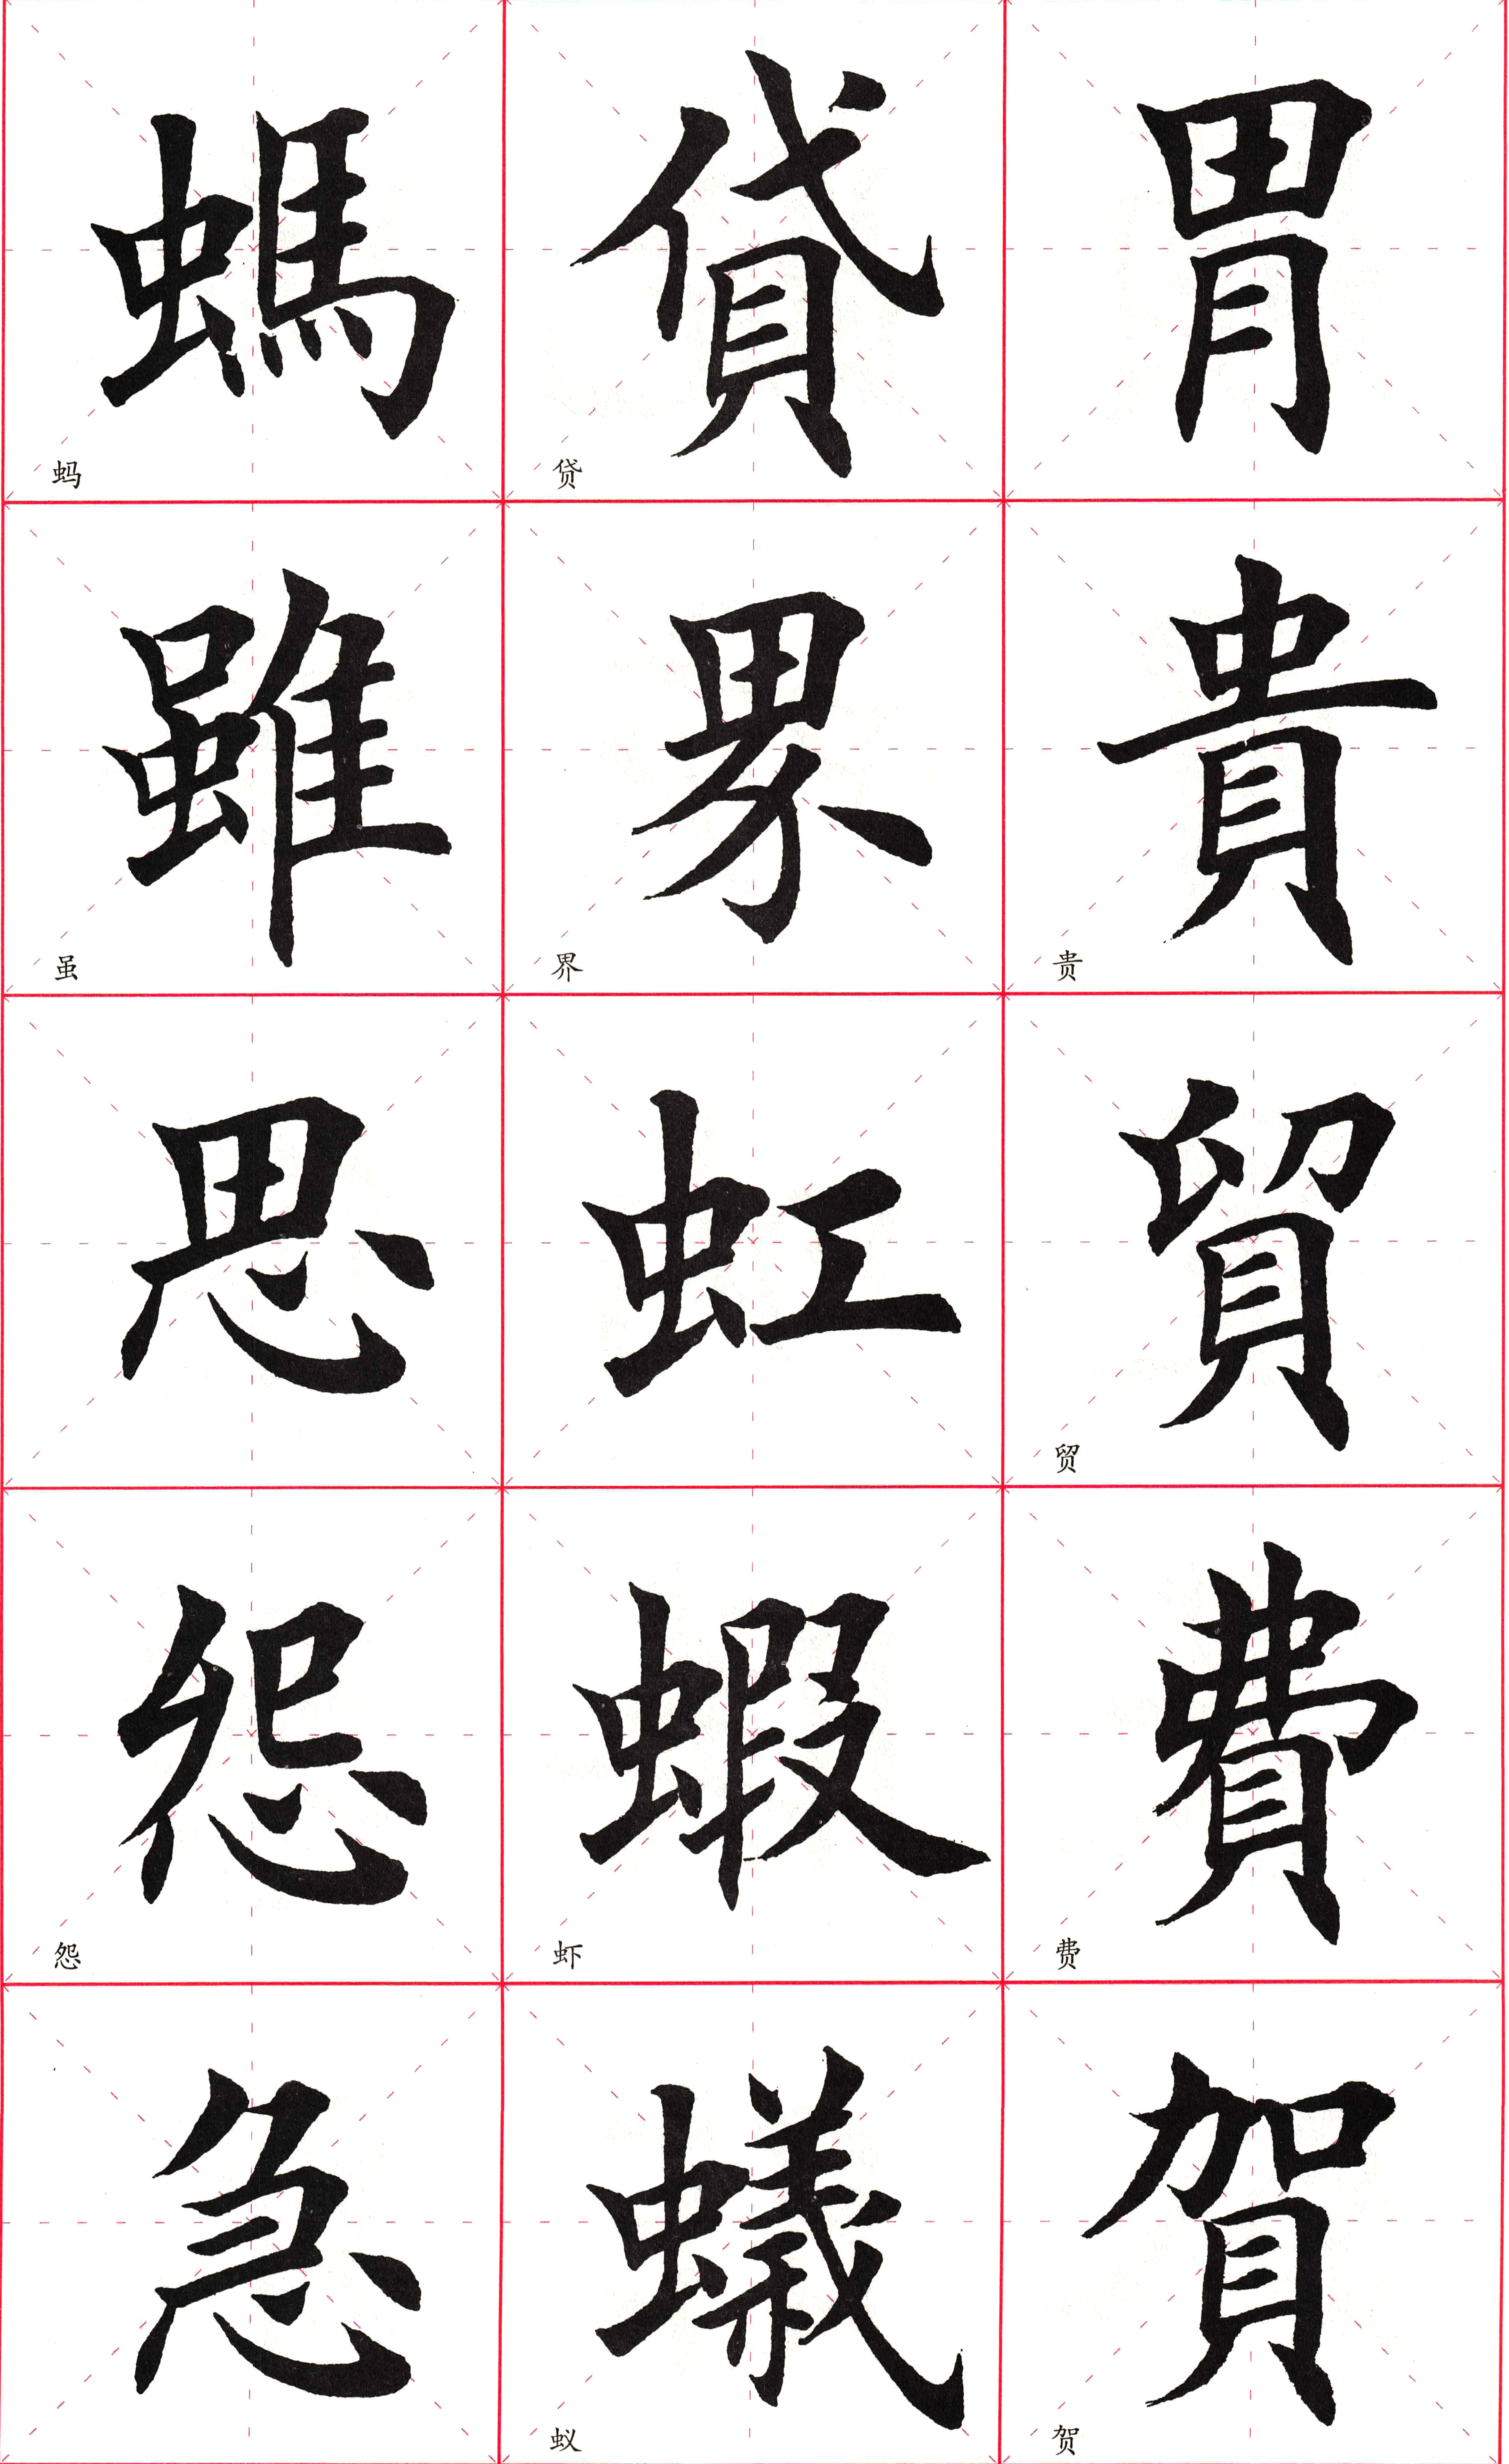 胃
貴
贵
貿
贸
費
费
賀
贺
貸
贷
界
界
虹
蝦
虾
蟻
蚁
螞
蚂
雖
虽
思
怨
怨
急